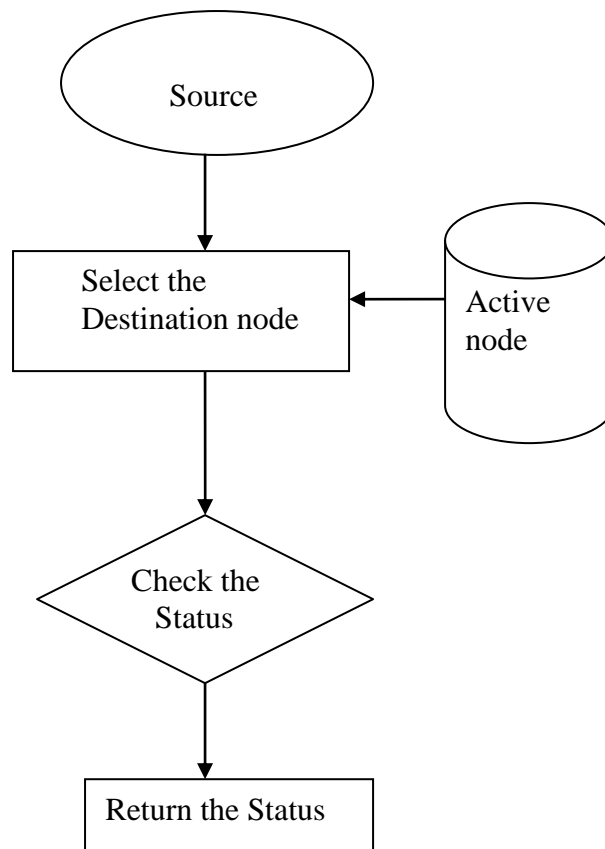 Source
Select the
Destination node
Active
node
Check the
Status
Return the Status